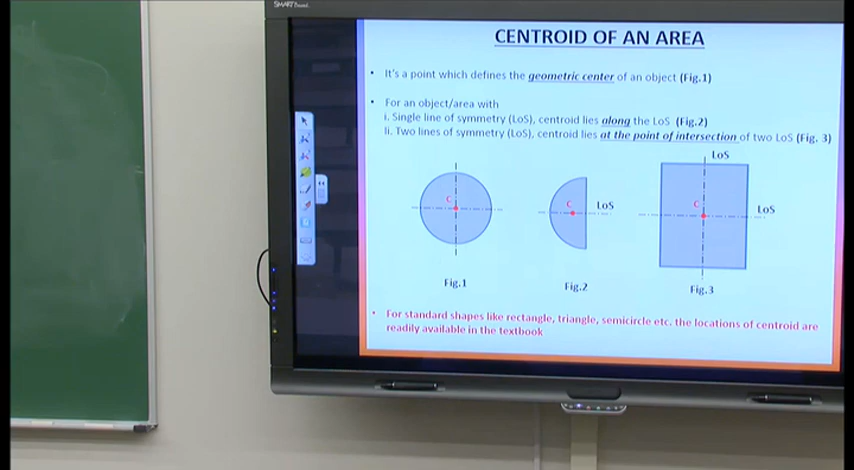 SMART Board
CENTROID OF AN AREA
• It's a point which defines the geometric center of an object (Fig.1)
• For an object/area with
i. Single line of symmetry (LoS), centroid lies along the LoS (Fig.2)
Ii. Two lines of symmetry (LoS), centroid lies at the point of intersection of two LoS (Fig. 3)
LoS
C
C
LoS
C
LoS
Fig.1
Fig.2
Fig.3
• For standard shapes like rectangle, triangle, semicircle etc. the locations of centroid are
readily available in the textbook